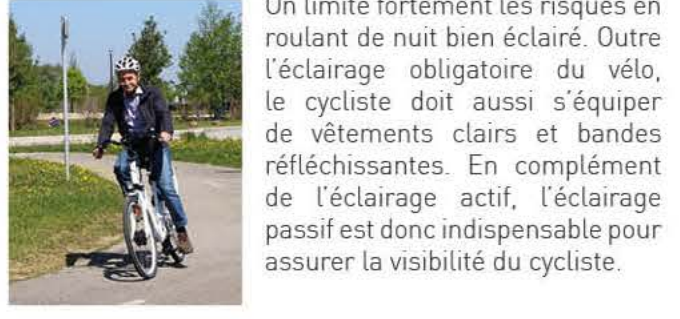 On limite fortement les risques en
roulant de nuit bien éclairé. Outre
l'éclairage obligatoire du vélo,
le cycliste doit aussi s'équiper
de vêtements clairs et bandes
réfléchissantes. En complément
de l'éclairage actif, l'éclairage
passif est donc indispensable pour
assurer la visibilité du cycliste.